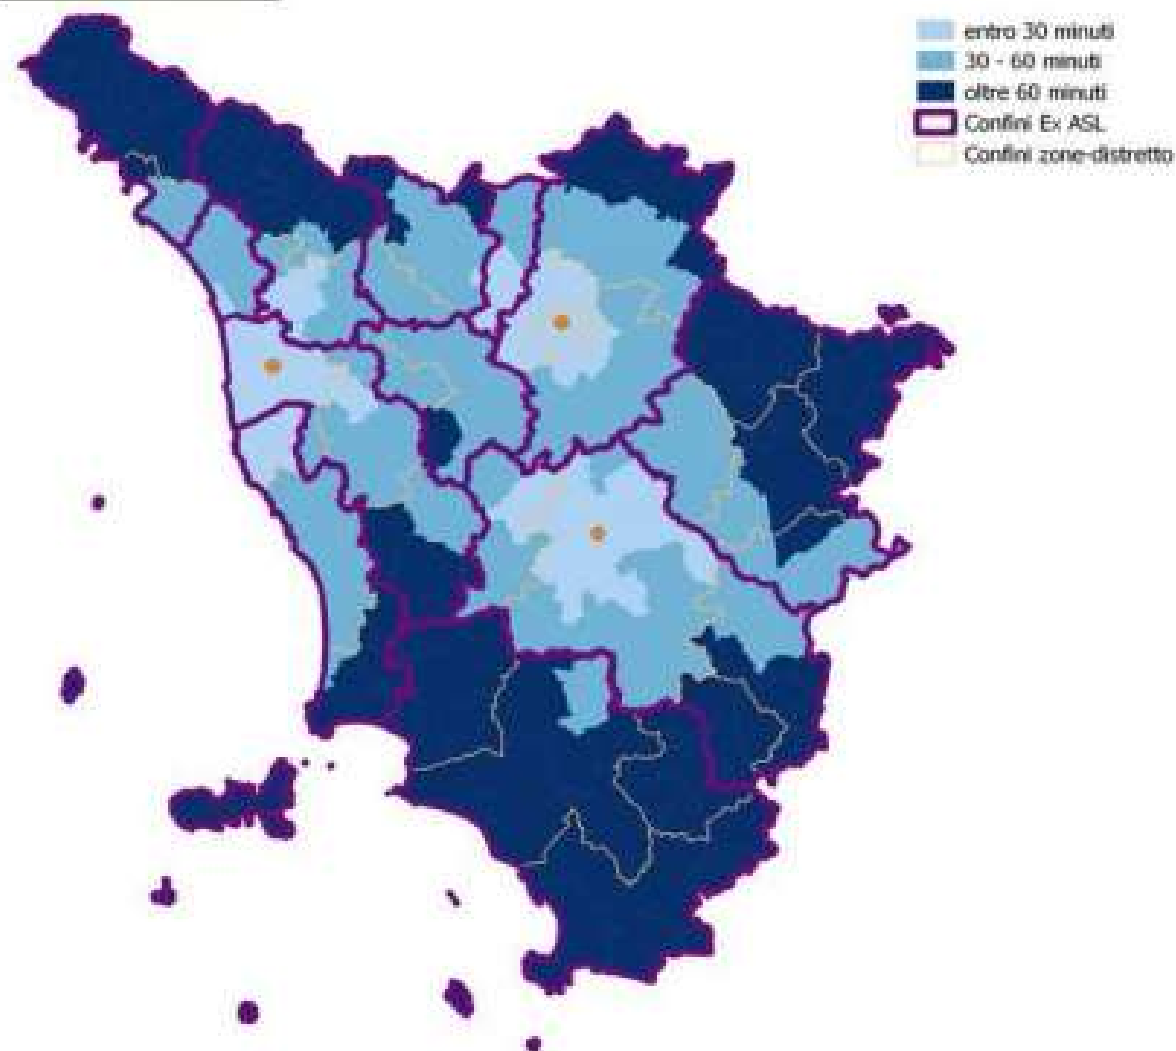 entro 30 minuti
30 - 60 minuti
oltre 60 minuti
Confini Ex ASL
Confini zone-distretto